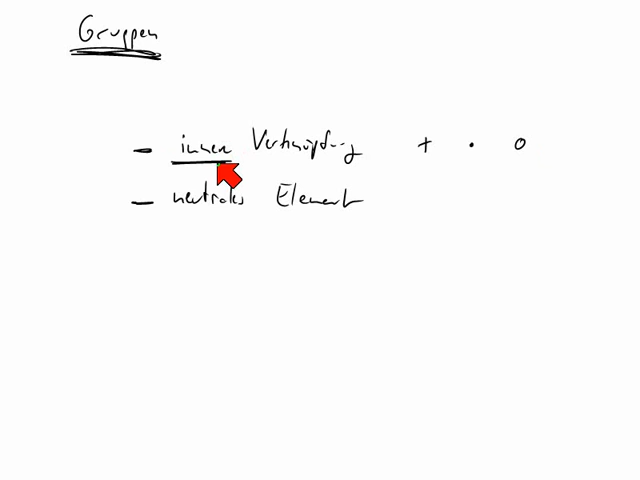 Gruppen
– innere Verknüpfung + · o
– neutrales Element